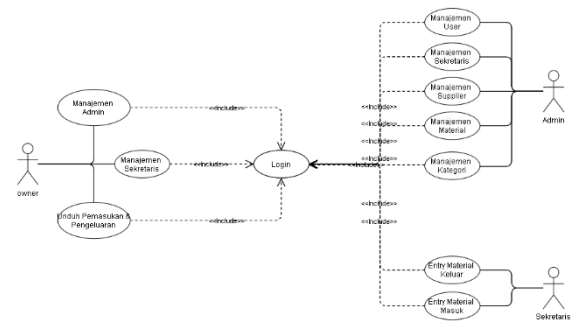 Manajemen
User
Manajemen
Sekretaris
Manajemen
Supplier
Manajemen
Admin
<<Include>>
<<Include>>
<<Include>>
Manajemen
Material
Admin
<<Include>>
<<Include>>
Manajemen
Sekretaris
<<Include>>
Login
<<Include>>
Manajemen
Kategori
owner
Unduh Pemasukan &
Pengeluaran
<<Include>>
<<Include>>
<<Include>>
Entry Material
Keluar
Entry Material
Masuk
Sekretaris